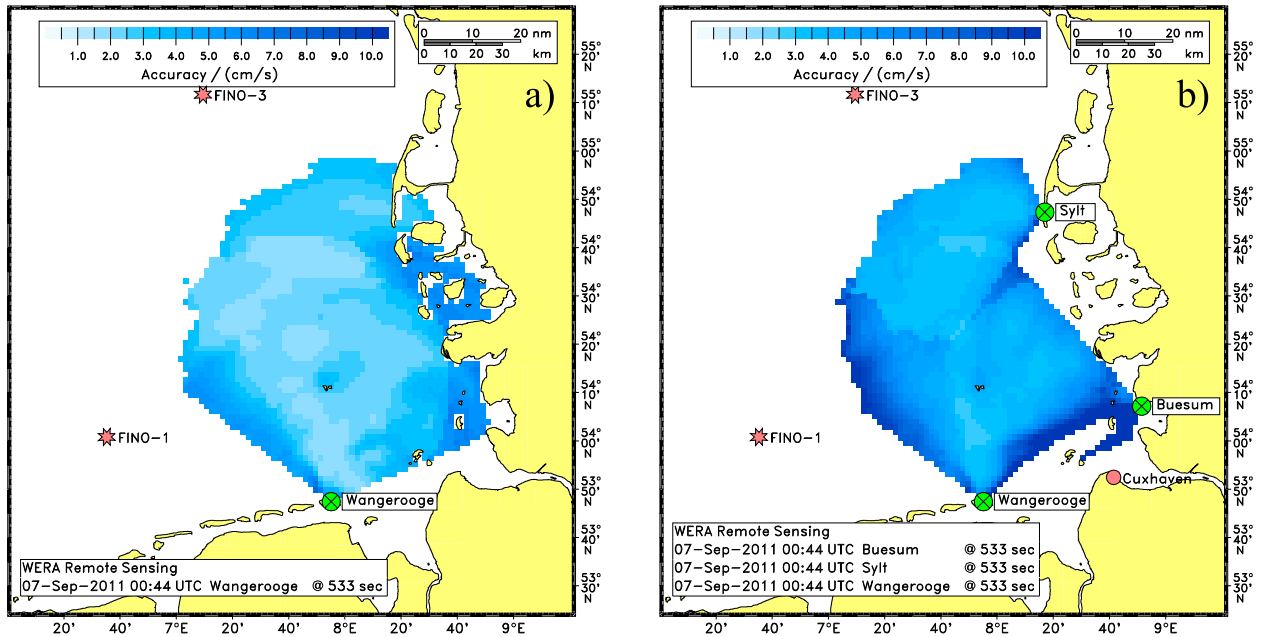 1.0 2.0 3.0 4.0 5.0 6.0 7.0 8.0 9.0 10.0
Accuracy / (cm/s)
0 10 20 nm
0 10 20 30 km
a)
FINO-3
FINO-1
Wangerooge
WERA Remote Sensing
07-Sep-2011 00:44 UTC Wangerooge @ 533 sec
55° 20' N
55° 10' N
55° 00' N
54° 50' N
54° 40' N
54° 30' N
54° 20' N
54° 10' N
54° 00' N
53° 50' N
53° 40' N
53° 30' N
20' 40' 7°E 20' 40' 8°E 20' 40' 9°E
1.0 2.0 3.0 4.0 5.0 6.0 7.0 8.0 9.0 10.0
Accuracy / (cm/s)
0 10 20 nm
0 10 20 30 km
b)
FINO-3
Sylt
Buesum
FINO-1
Cuxhaven
Wangerooge
WERA Remote Sensing
07-Sep-2011 00:44 UTC Buesum @ 533 sec
07-Sep-2011 00:44 UTC Sylt @ 533 sec
07-Sep-2011 00:44 UTC Wangerooge @ 533 sec
55° 20' N
55° 10' N
55° 00' N
54° 50' N
54° 40' N
54° 30' N
54° 20' N
54° 10' N
54° 00' N
53° 50' N
53° 40' N
53° 30' N
20' 40' 7°E 20' 40' 8°E 20' 40' 9°E